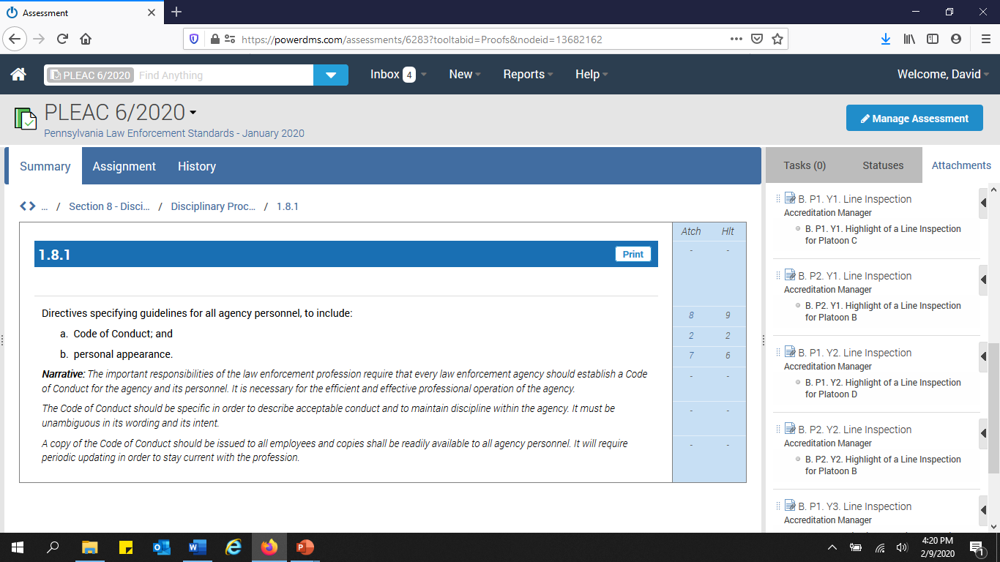 Assessment
https://powerdms.com/assessments/6283?tooltabid=Proofs&nodeid=13682162
PLEAC 6/2020 Find Anything
Inbox 4 New Reports Help Welcome, David
PLEAC 6/2020
Pennsylvania Law Enforcement Standards - January 2020
Manage Assessment
Summary Assignment History
Tasks (0) Statuses Attachments
... / Section 8 - Disci... / Disciplinary Proc... / 1.8.1
Atch Hlt
1.8.1 Print
- -
Directives specifying guidelines for all agency personnel, to include: 8 9
a. Code of Conduct; and 2 2
b. personal appearance. 7 6
Narrative: The important responsibilities of the law enforcement profession require that every law enforcement agency should establish a Code - -
of Conduct for the agency and its personnel. It is necessary for the efficient and effective professional operation of the agency.
The Code of Conduct should be specific in order to describe acceptable conduct and to maintain discipline within the agency. It must be - -
unambiguous in its wording and its intent.
A copy of the Code of Conduct should be issued to all employees and copies shall be readily available to all agency personnel. It will require - -
periodic updating in order to stay current with the profession.
B. P1. Y1. Line Inspection
Accreditation Manager
B. P1. Y1. Highlight of a Line Inspection
for Platoon C
B. P2. Y1. Line Inspection
Accreditation Manager
B. P2. Y1. Highlight of a Line Inspection
for Platoon B
B. P1. Y2. Line Inspection
Accreditation Manager
B. P1. Y2. Highlight of a Line Inspection
for Platoon D
B. P2. Y2. Line Inspection
Accreditation Manager
B. P2. Y2. Highlight of a Line Inspection
for Platoon B
B. P1. Y3. Line Inspection
Accreditation Manager
4:20 PM
2/9/2020
1